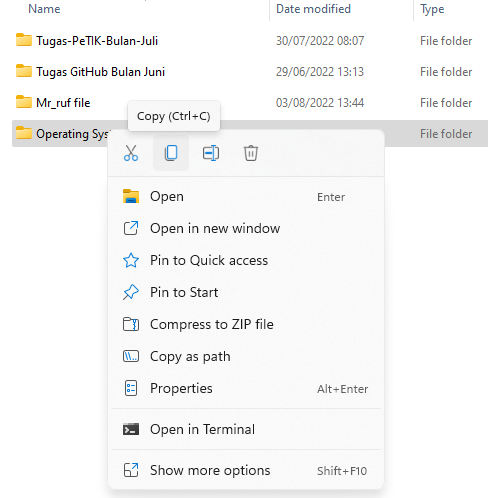 Name Date modified Type
Tugas-PeTIK-Bulan-Juli 30/07/2022 08:07 File folder
Tugas GitHub Bulan Juni 29/06/2022 13:13 File folder
Mr_ruf file 03/08/2022 13:44 File folder
Copy (Ctrl+C)
Operating Sys File folder
Open Enter
Open in new window
Pin to Quick access
Pin to Start
Compress to ZIP file
Copy as path
Properties Alt+Enter
Open in Terminal
Show more options Shift+F10